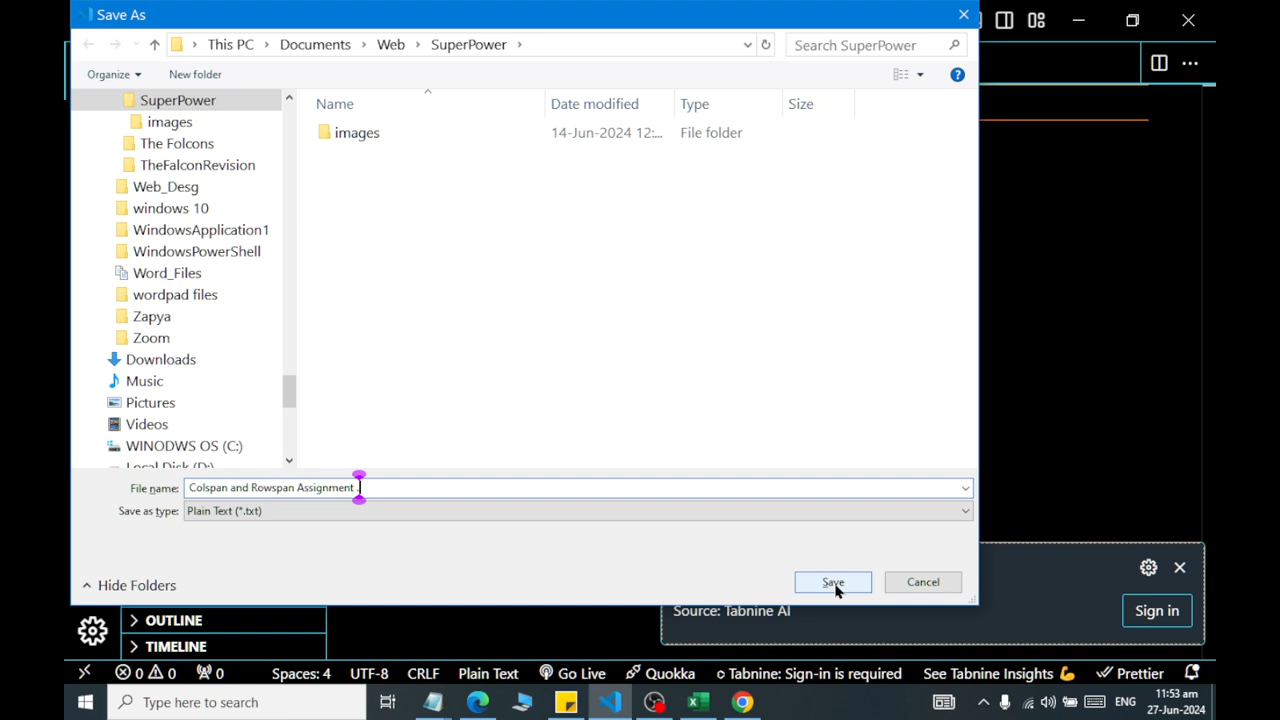 Save As
This PC > Documents > Web > SuperPower >
Search SuperPower
Organize
New folder
?
SuperPower
images
The Folcons
TheFalconRevision
Web_Desg
windows 10
WindowsApplication1
WindowsPowerShell
Word_Files
wordpad files
Zapya
Zoom
Downloads
Music
Pictures
Videos
WINODWS OS (C:)
Local Disk (D:)
Name
Date modified
Type
Size
images
14-Jun-2024 12:...
File folder
File name:
Colspan and Rowspan Assignment .
Save as type:
Plain Text (*.txt)
Hide Folders
Save
Cancel
Source: Tabnine AI
Sign in
> OUTLINE
> TIMELINE
0 0 0
Spaces: 4
UTF-8
CRLF
Plain Text
Go Live
Quokka
Tabnine: Sign-in is required
See Tabnine Insights 💪
Prettier
Type here to search
ENG
11:53 am
27-Jun-2024